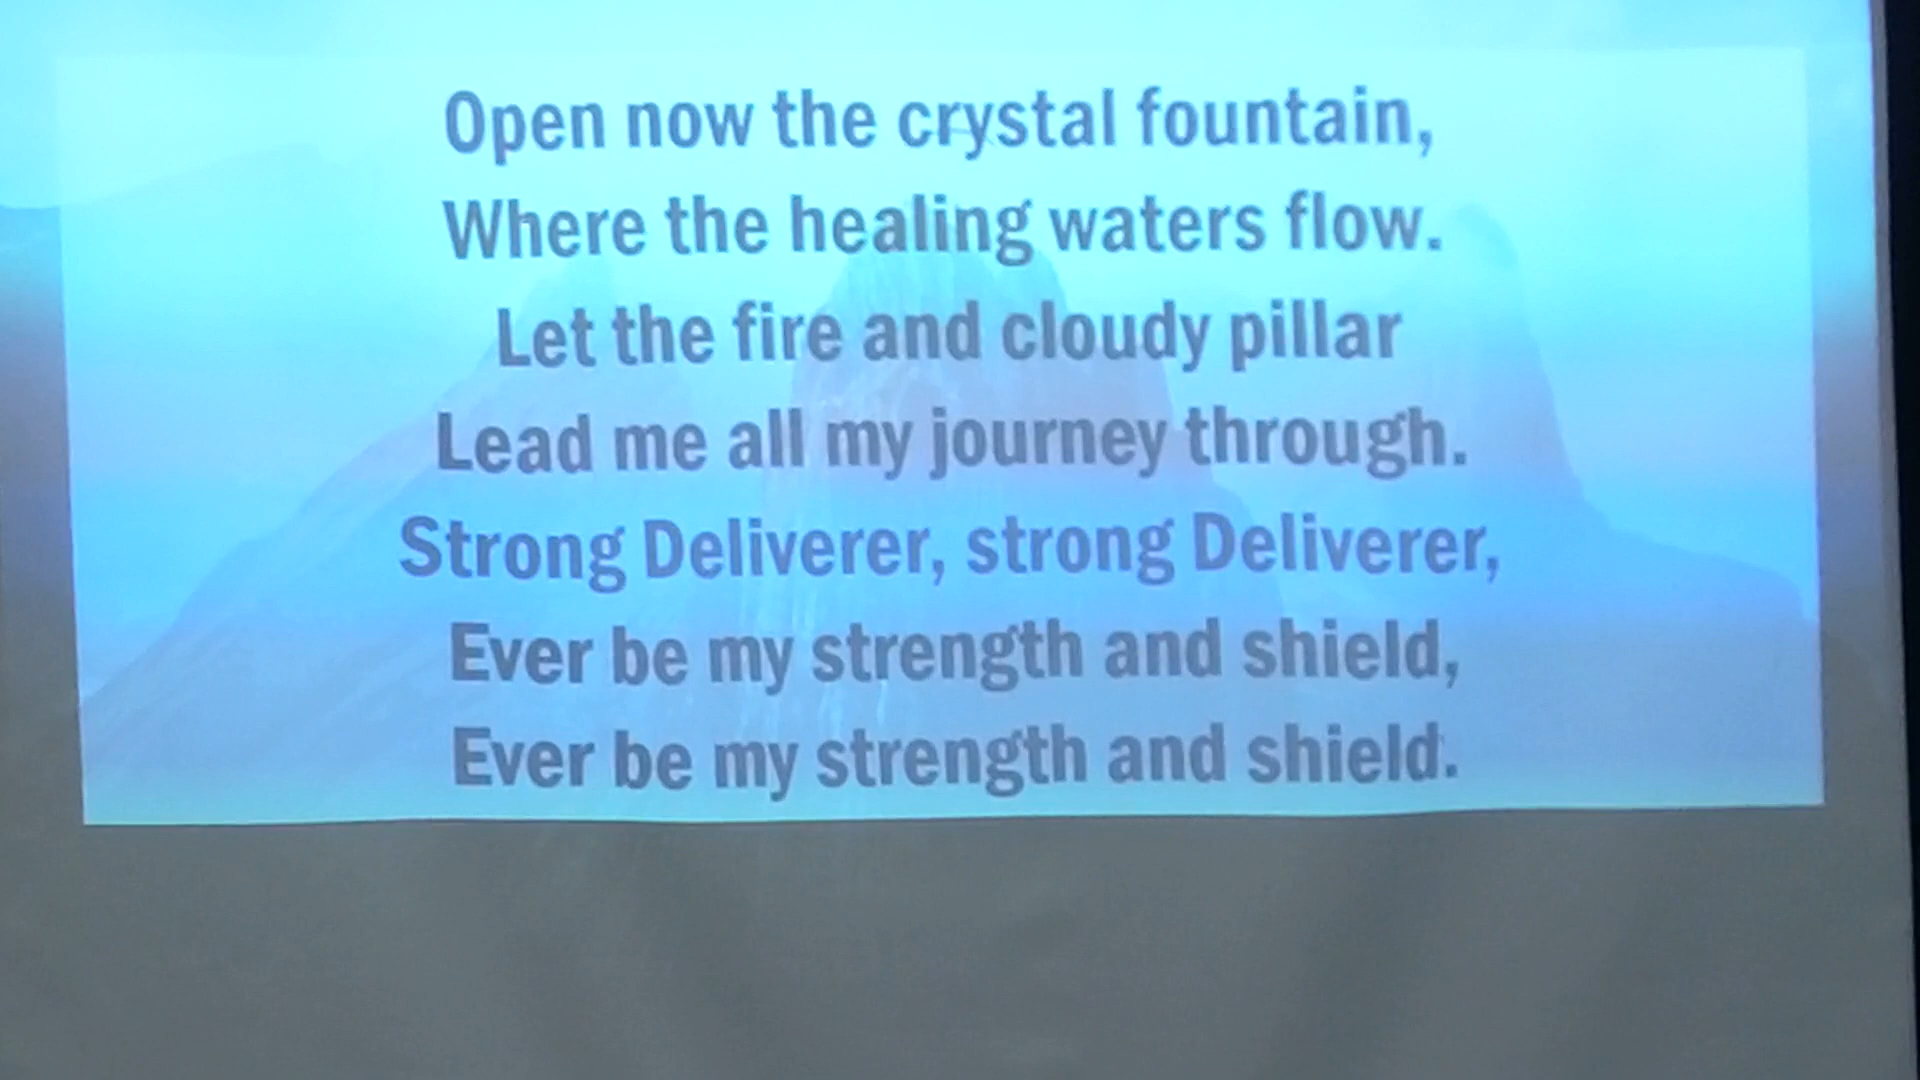 Open now the crystal fountain,
Where the healing waters flow.
Let the fire and cloudy pillar
Lead me all my journey through.
Strong Deliverer, strong Deliverer,
Ever be my strength and shield,
Ever be my strength and shield.